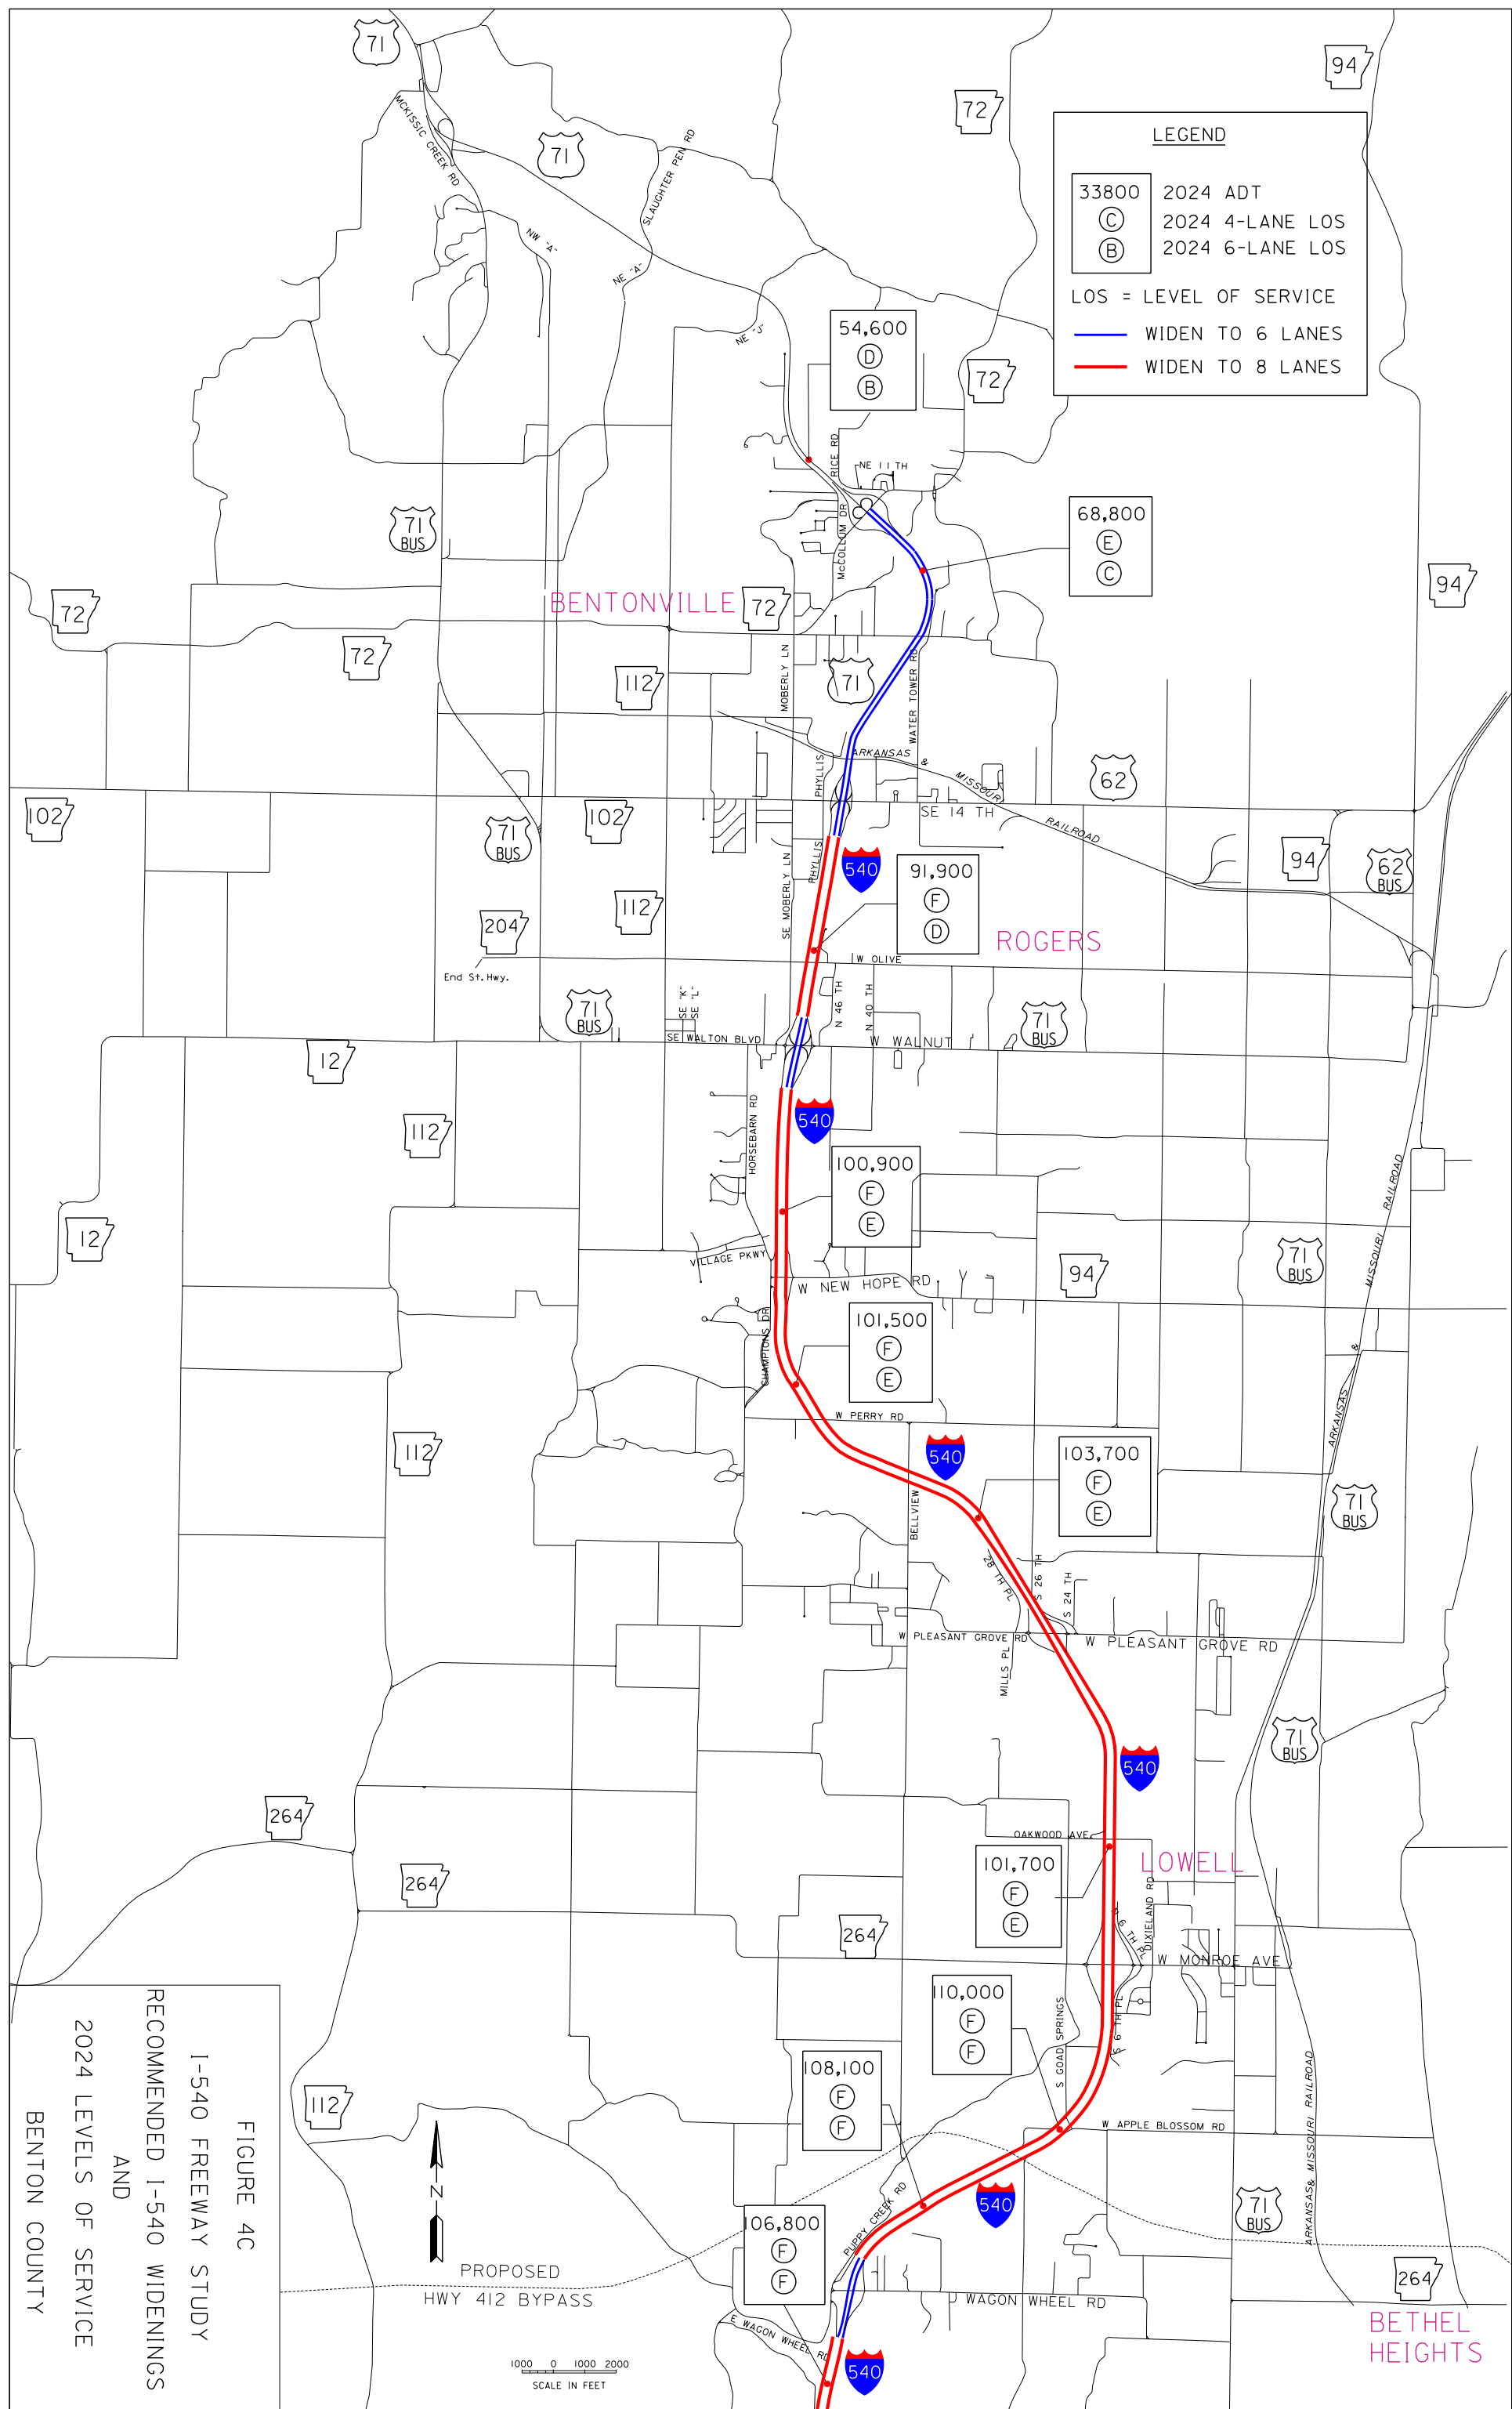 71
94
72
LEGEND
33800 2024 ADT
C 2024 4-LANE LOS
B 2024 6-LANE LOS
LOS = LEVEL OF SERVICE
WIDEN TO 6 LANES
WIDEN TO 8 LANES
MCKISSIC CREEK RD
71
SLAUGHTER PEN RD
NW "A"
NE "A"
NE "J"
54,600
D
B
72
RICE RD
NE 11 TH
McCOLLUM DR
68,800
E
C
71
BUS
94
72
BENTONVILLE
72
72
112
MOBERLY LN
71
WATER TOWER RD
ARKANSAS & MISSOURI RAILROAD
62
PHYLLIS
102
102
71
BUS
SE 14 TH
540
94
62
BUS
PHYLLIS
SE MOBERLY LN
91,900
F
D
112
204
ROGERS
End St. Hwy.
W OLIVE
71
BUS
SE "K"
SE "L"
N 46 TH
N 40 TH
71
BUS
SE WALTON BLVD
W WALNUT
12
540
112
HORSEBARN RD
100,900
F
E
MISSOURI RAILROAD
12
VILLAGE PKWY
71
BUS
94
W NEW HOPE RD
CHAMPIONS DR
101,500
F
E
ARKANSAS &
W PERRY RD
112
540
103,700
F
E
BELLVIEW
71
BUS
28 TH PL
S 26 TH
S 24 TH
W PLEASANT GROVE RD
W PLEASANT GROVE RD
MILLS PL
71
BUS
540
264
OAKWOOD AVE
LOWELL
101,700
F
E
264
DIXIELAND RD
N 6 TH PL
264
W MONROE AVE
110,000
F
F
S GOAD SPRINGS
S 6 TH PL
108,100
F
F
ARKANSAS & MISSOURI RAILROAD
112
W APPLE BLOSSOM RD
540
71
BUS
PUPPY CREEK RD
106,800
F
F
N
PROPOSED
HWY 412 BYPASS
WAGON WHEEL RD
264
E WAGON WHEEL RD
BETHEL
HEIGHTS
540
1000 0 1000 2000
SCALE IN FEET
FIGURE 4C
I-540 FREEWAY STUDY
RECOMMENDED I-540 WIDENINGS
AND
2024 LEVELS OF SERVICE
BENTON COUNTY